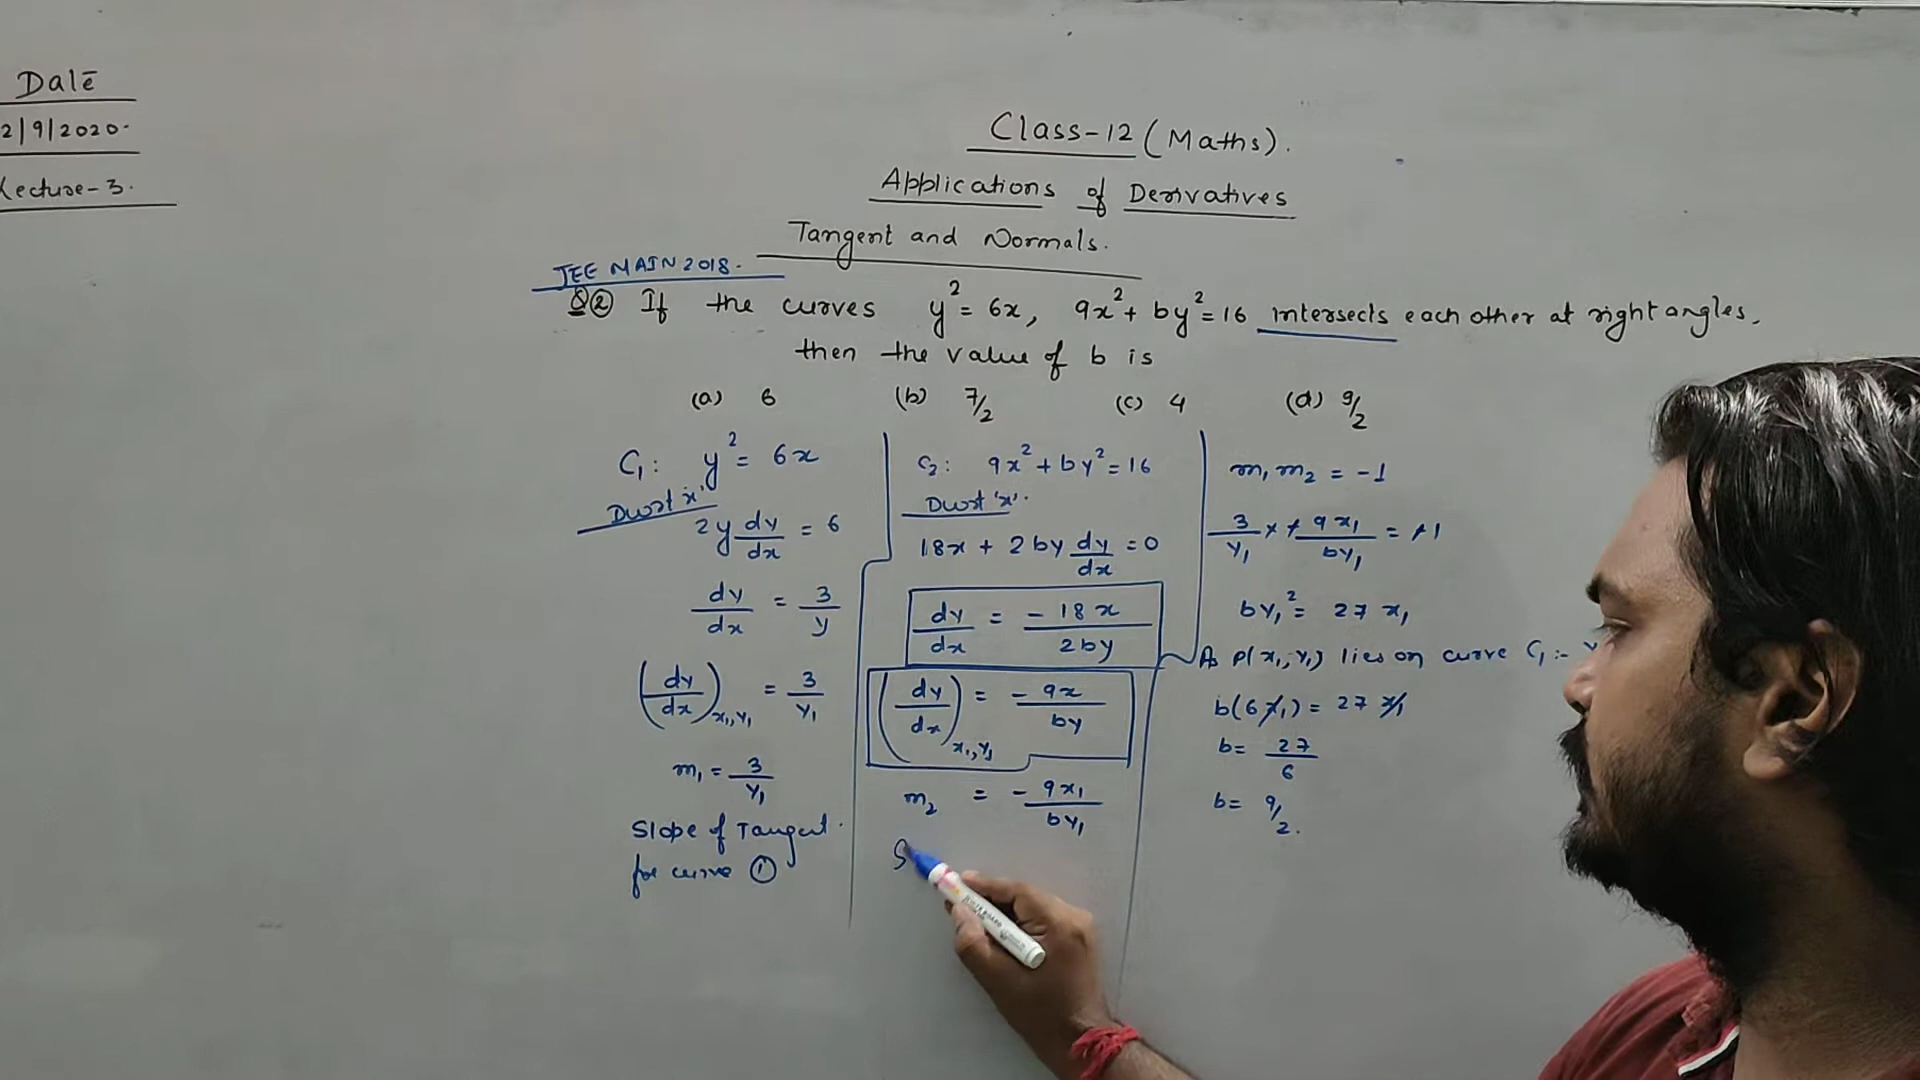 Date
2/9/2020.
Lecture-3.
Class-12 (Maths).
Applications of Derivatives
Tangent and Normals.
JEE MAIN 2018.
Q② If the curves y² = 6x, 9x² + by² = 16 intersects each other at right angles,
then the value of b is
(a) 6 (b) 7/2 (c) 4 (d) 9/2
C₁: y² = 6x
Dwrt 'x'
2y dy/dx = 6
dy/dx = 3/y
(dy/dx)x₁,y₁ = 3/y₁
m₁ = 3/y₁
Slope of Tangent.
for curve ①
C₂: 9x² + by² = 16
Dwrt 'x'.
18x + 2by dy/dx = 0
dy/dx = -18x/2by
(dy/dx)x₁,y₁ = -9x/by
m₂ = -9x₁/by₁
S
m₁m₂ = -1
3/y₁ × + 9x₁/by₁ = +1
by₁² = 27x₁
As P(x₁,y₁) lies on curve C₁:-
b(6x₁) = 27x₁
b = 27/6
b = 9/2.